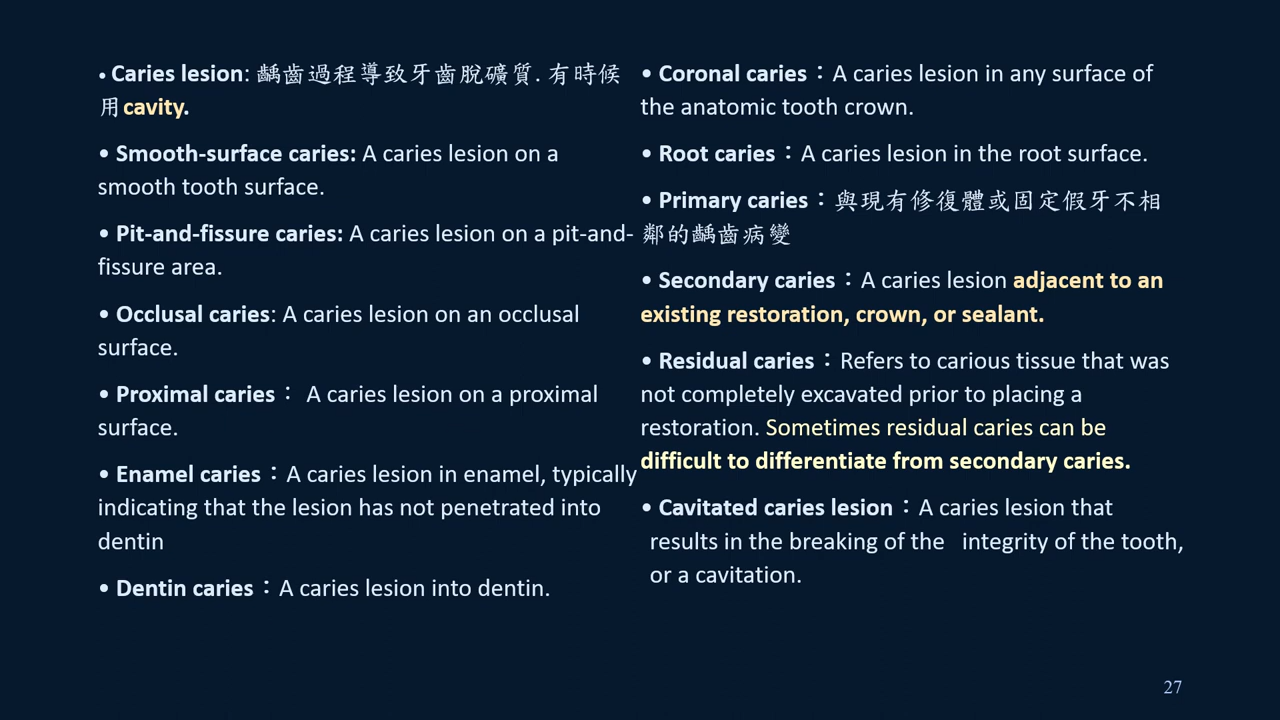 • Caries lesion: 齲齒過程導致牙齒脫礦質. 有時候
用cavity.
• Smooth-surface caries: A caries lesion on a
smooth tooth surface.
• Pit-and-fissure caries: A caries lesion on a pit-and-
fissure area.
• Occlusal caries: A caries lesion on an occlusal
surface.
• Proximal caries： A caries lesion on a proximal
surface.
• Enamel caries：A caries lesion in enamel, typically
indicating that the lesion has not penetrated into
dentin
• Dentin caries：A caries lesion into dentin.
• Coronal caries：A caries lesion in any surface of
the anatomic tooth crown.
• Root caries：A caries lesion in the root surface.
• Primary caries：與現有修復體或固定假牙不相
鄰的齲齒病變
• Secondary caries：A caries lesion adjacent to an
existing restoration, crown, or sealant.
• Residual caries：Refers to carious tissue that was
not completely excavated prior to placing a
restoration. Sometimes residual caries can be
difficult to differentiate from secondary caries.
• Cavitated caries lesion：A caries lesion that
results in the breaking of the integrity of the tooth,
or a cavitation.
27